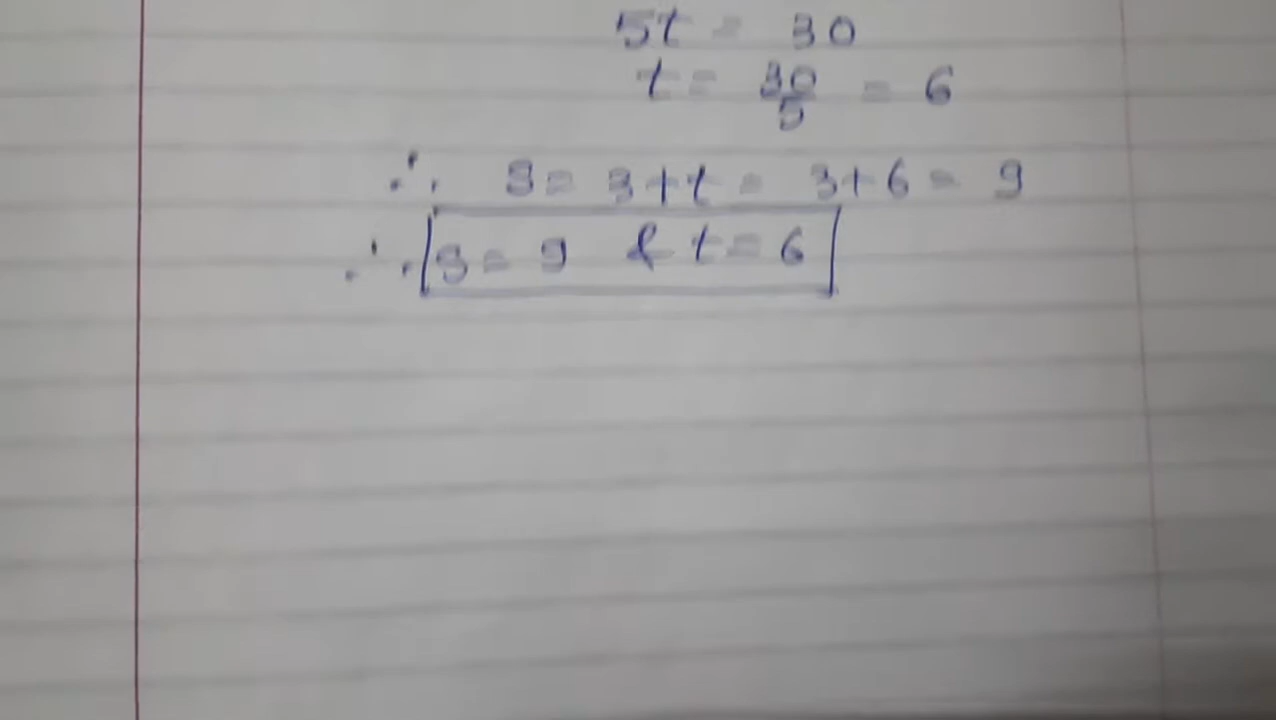 5t = 30
t = 30/5 = 6
∴ s = 3+t = 3+6 = 9
∴ s = 9 & t = 6